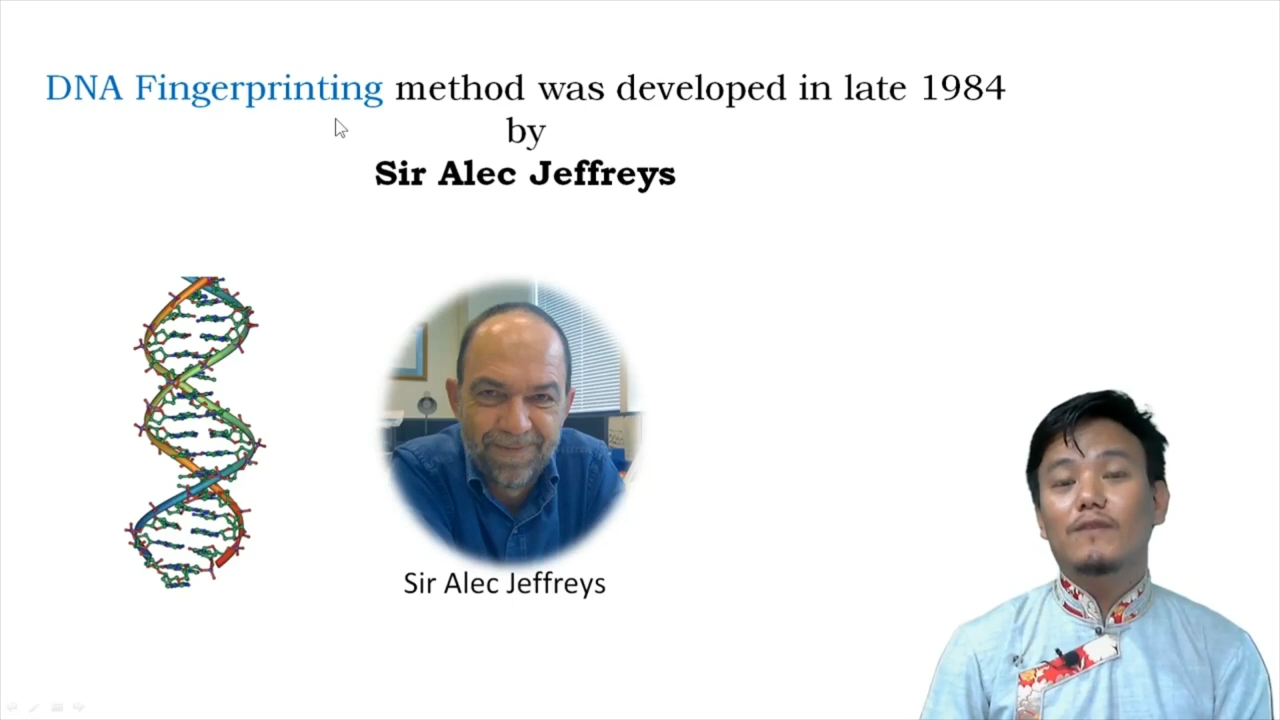 DNA Fingerprinting method was developed in late 1984
by
Sir Alec Jeffreys
Sir Alec Jeffreys